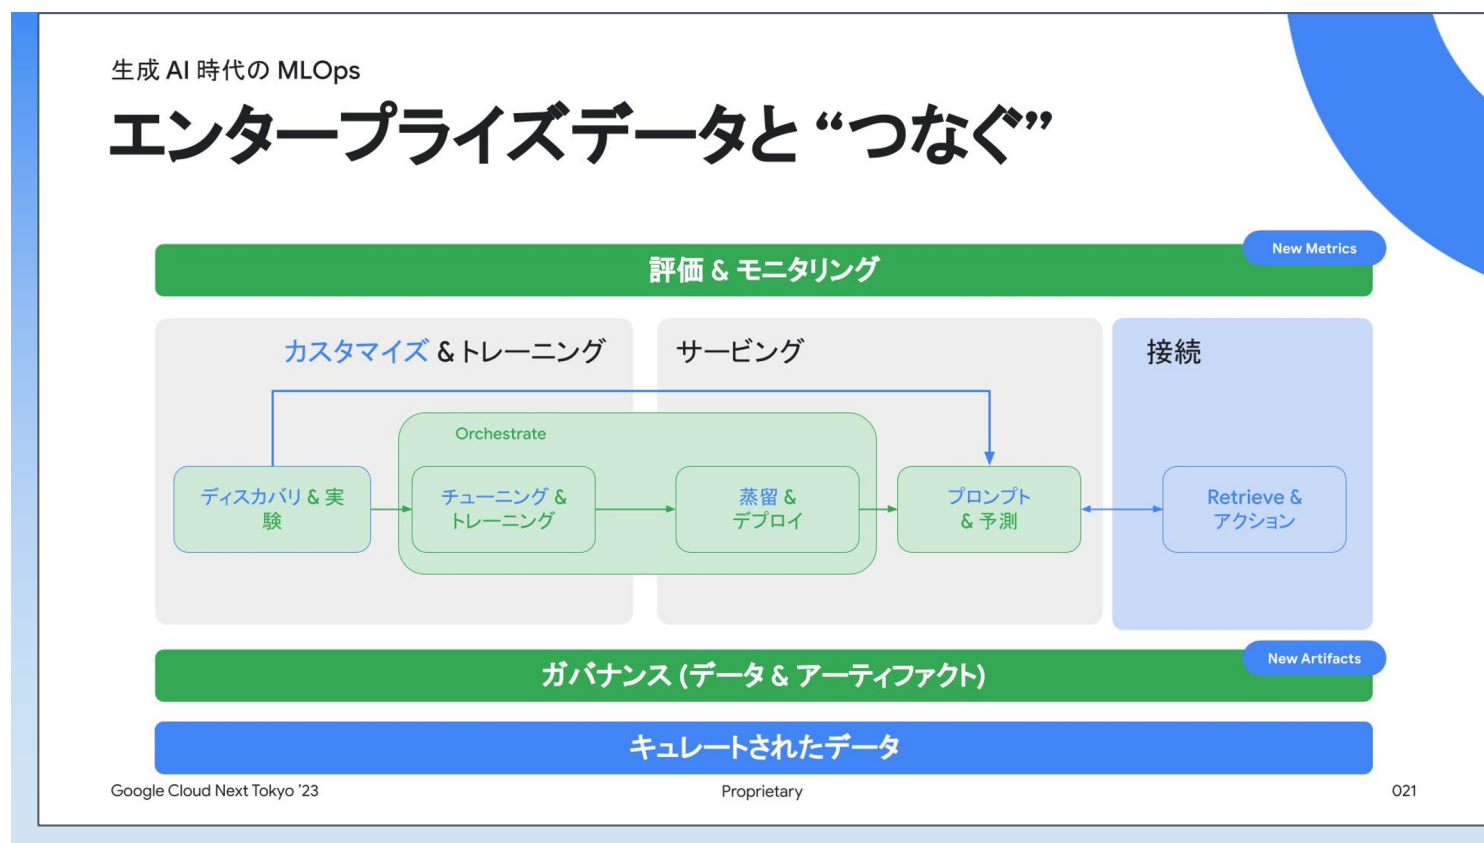 生成 AI 時代の MLOps
エンタープライズデータと “つなぐ”
New Metrics
評価 & モニタリング
カスタマイズ & トレーニング
サービング
接続
Orchestrate
ディスカバリ & 実
験
チューニング &
トレーニング
蒸留 &
デプロイ
プロンプト
& 予測
Retrieve &
アクション
New Artifacts
ガバナンス (データ & アーティファクト)
キュレートされたデータ
Google Cloud Next Tokyo ’23
Proprietary
021